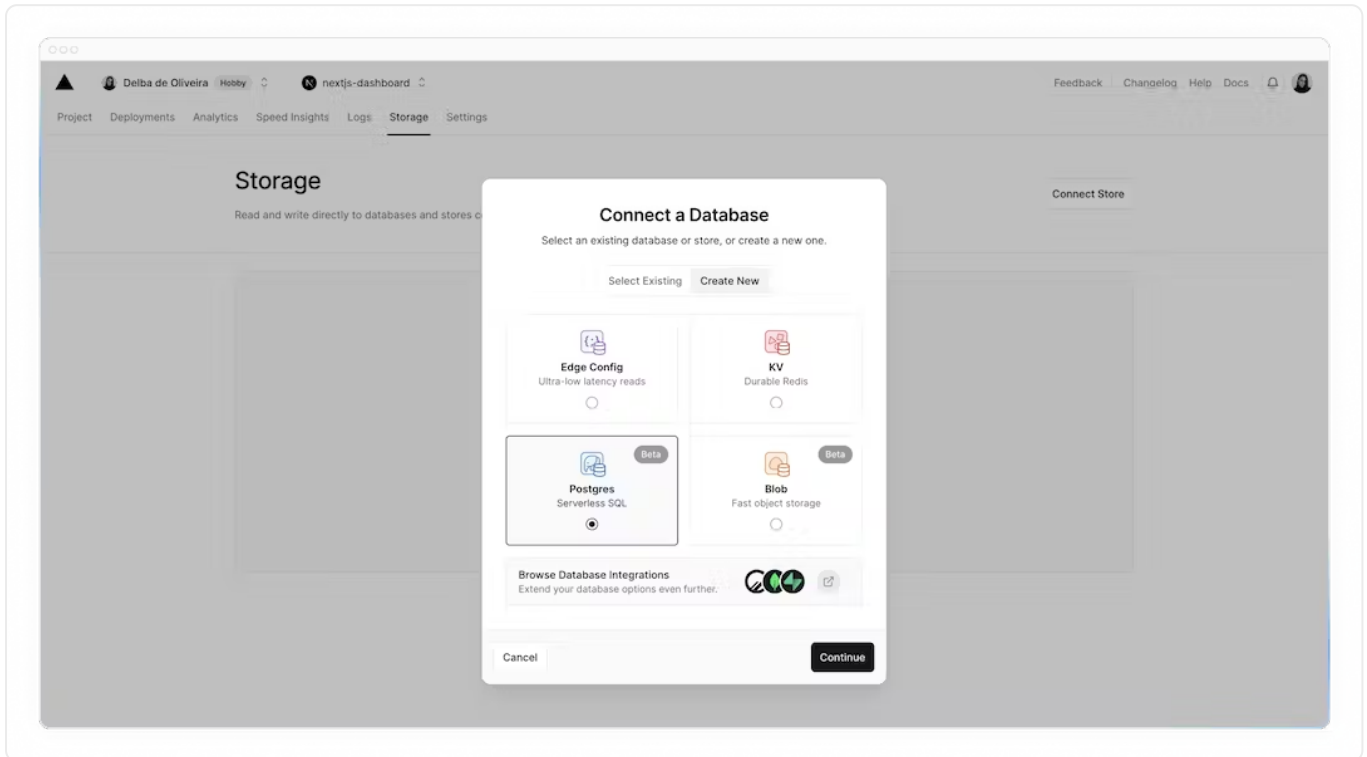 Delba de Oliveira Hobby nextjs-dashboard Feedback Changelog Help Docs
Project Deployments Analytics Speed Insights Logs Storage Settings
Storage
Read and write directly to databases and stores
Connect Store
Connect a Database
Select an existing database or store, or create a new one.
Select Existing Create New
Edge Config
Ultra-low latency reads
KV
Durable Redis
Beta
Postgres
Serverless SQL
Beta
Blob
Fast object storage
Browse Database Integrations
Extend your database options even further.
Cancel Continue